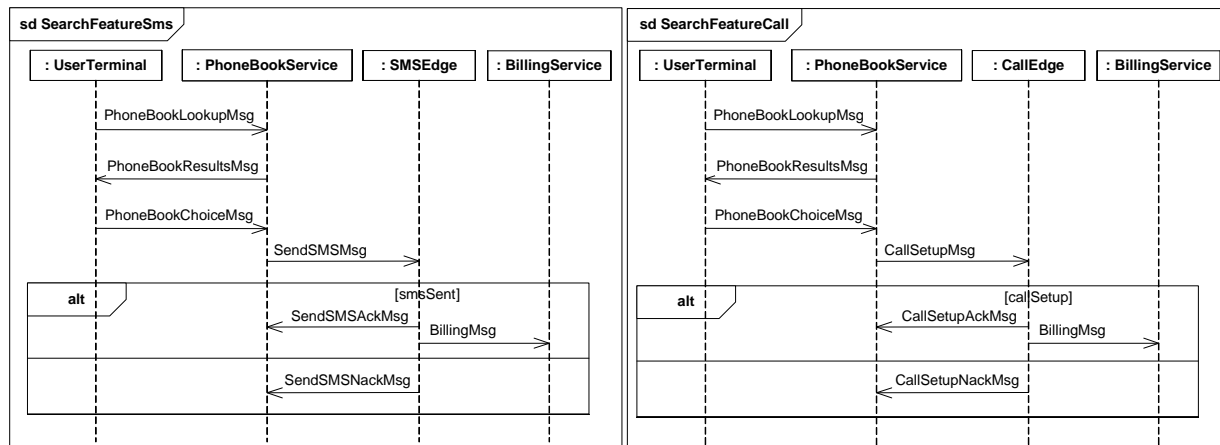 sd SearchFeatureSms
: UserTerminal
: PhoneBookService
: SMSEdge
: BillingService
PhoneBookLookupMsg
PhoneBookResultsMsg
PhoneBookChoiceMsg
SendSMSMsg
alt
[smsSent]
SendSMSAckMsg
BillingMsg
SendSMSNackMsg
sd SearchFeatureCall
: UserTerminal
: PhoneBookService
: CallEdge
: BillingService
PhoneBookLookupMsg
PhoneBookResultsMsg
PhoneBookChoiceMsg
CallSetupMsg
alt
[callSetup]
CallSetupAckMsg
BillingMsg
CallSetupNackMsg